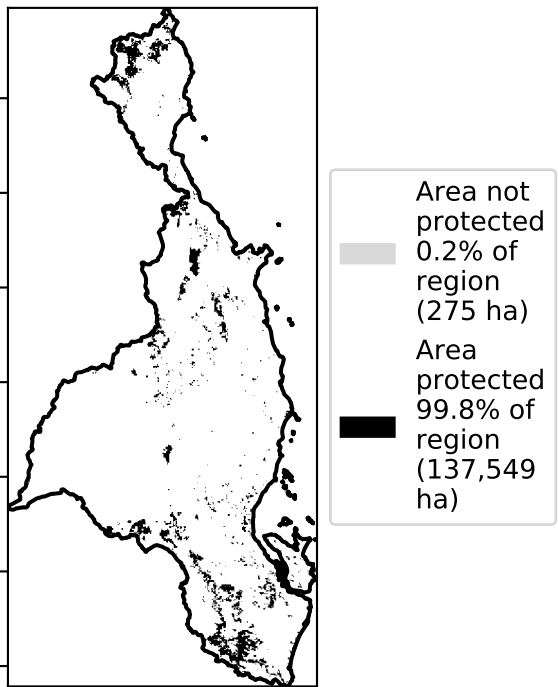 Area not
protected
0.2% of
region
(275 ha)
Area
protected
99.8% of
region
(137,549
ha)